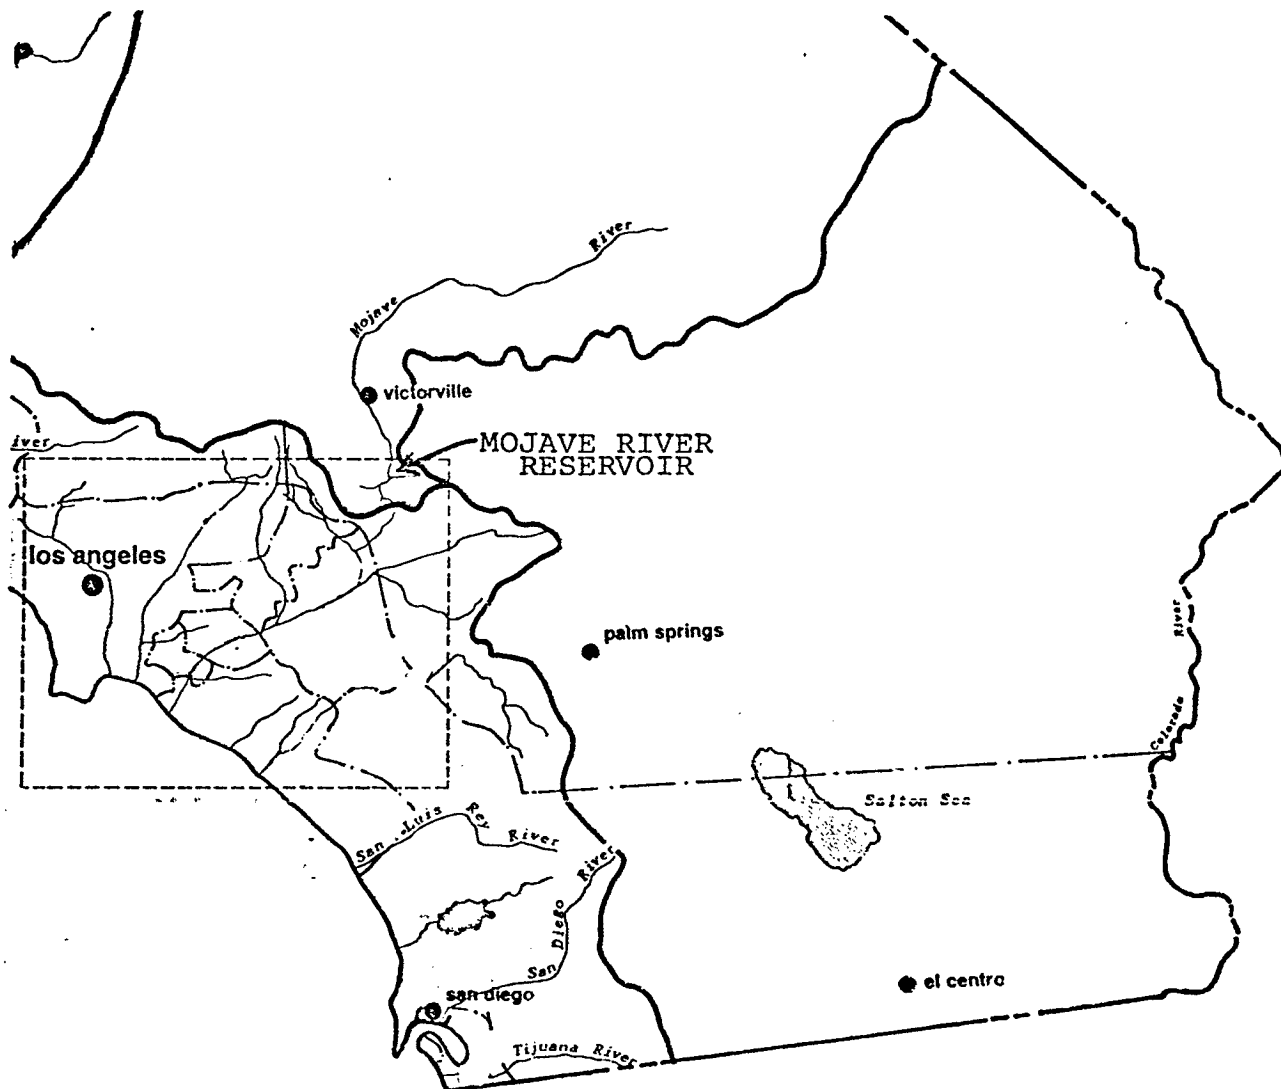 River
Mojave
victorville
iver
MOJAVE RIVER
RESERVOIR
los angeles
palm springs
River
Colorado
Salton Sea
San Luis Rey River
San Diego River
san diego
el centro
Tijuana River